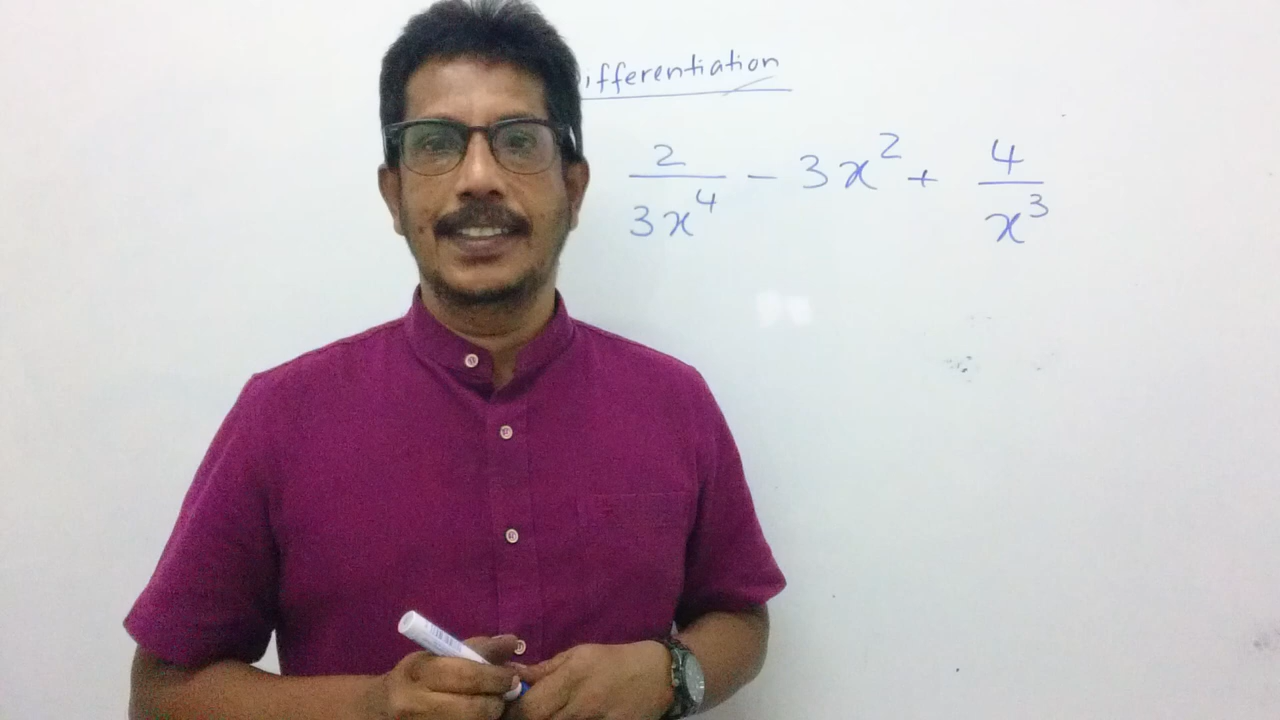 ifferentiation
2/3x⁴ − 3x² + 4/x³